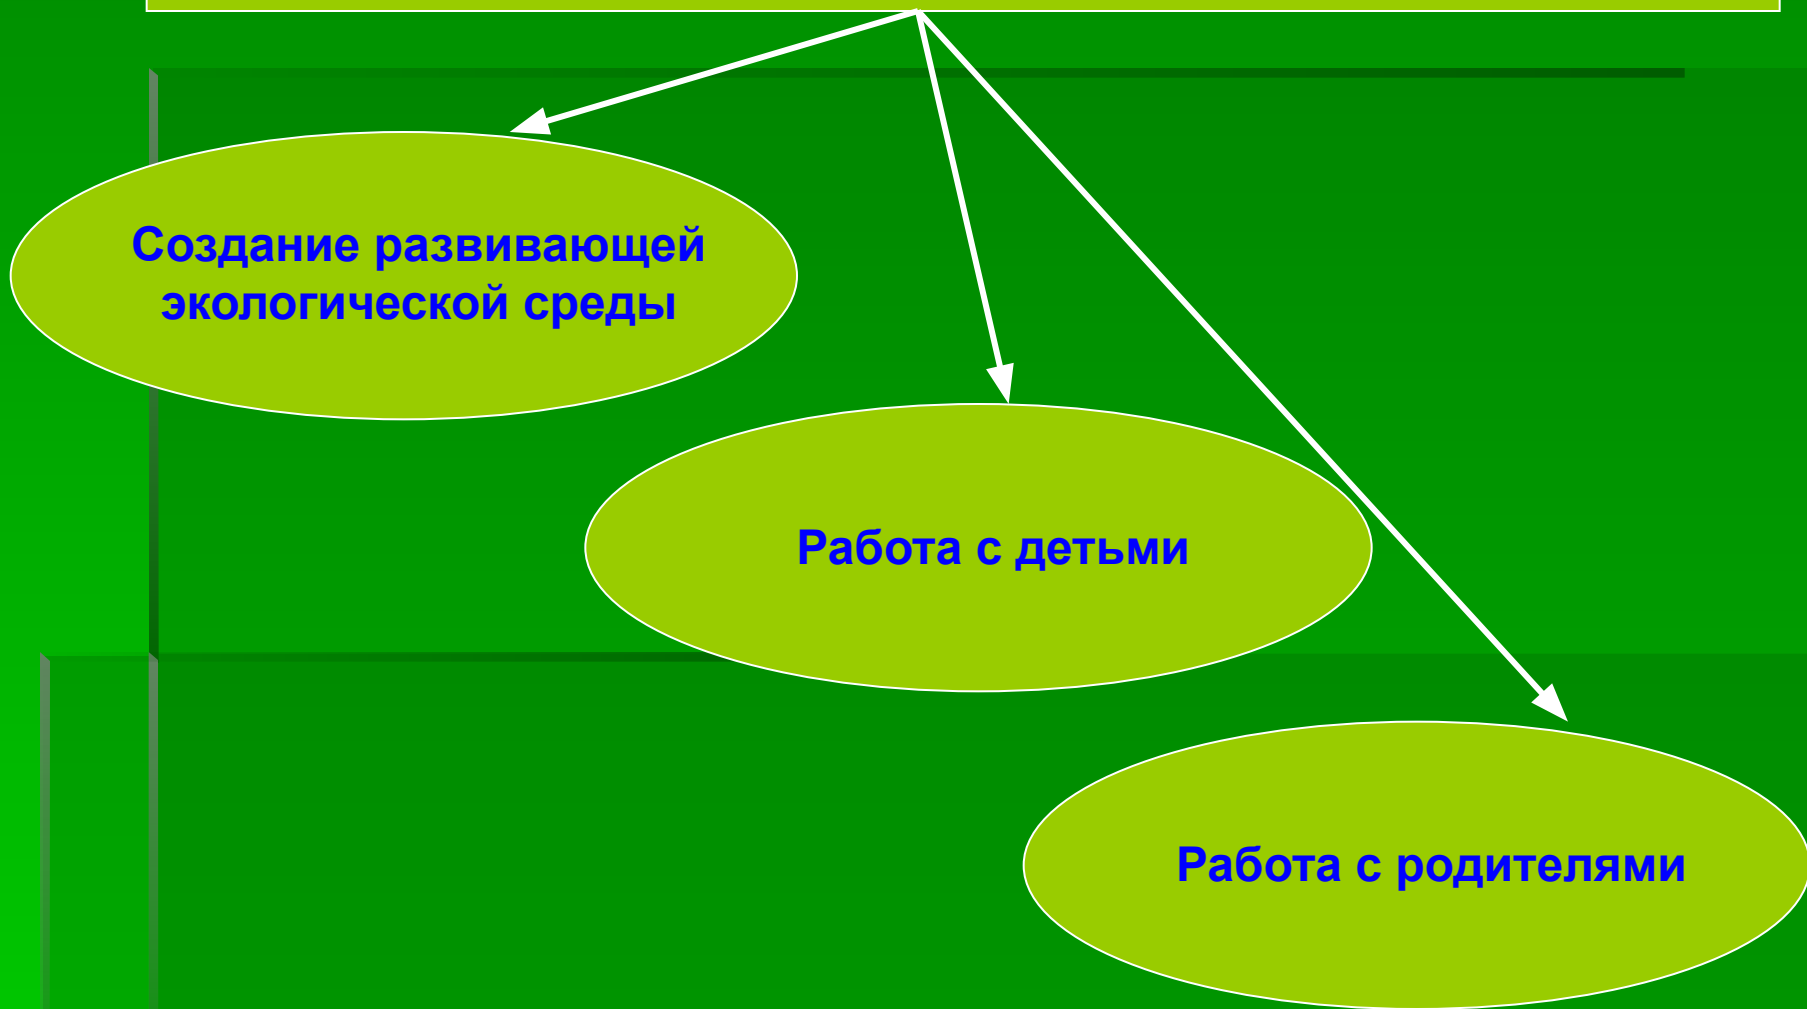 Создание развивающей
экологической среды
Работа с детьми
Работа с родителями